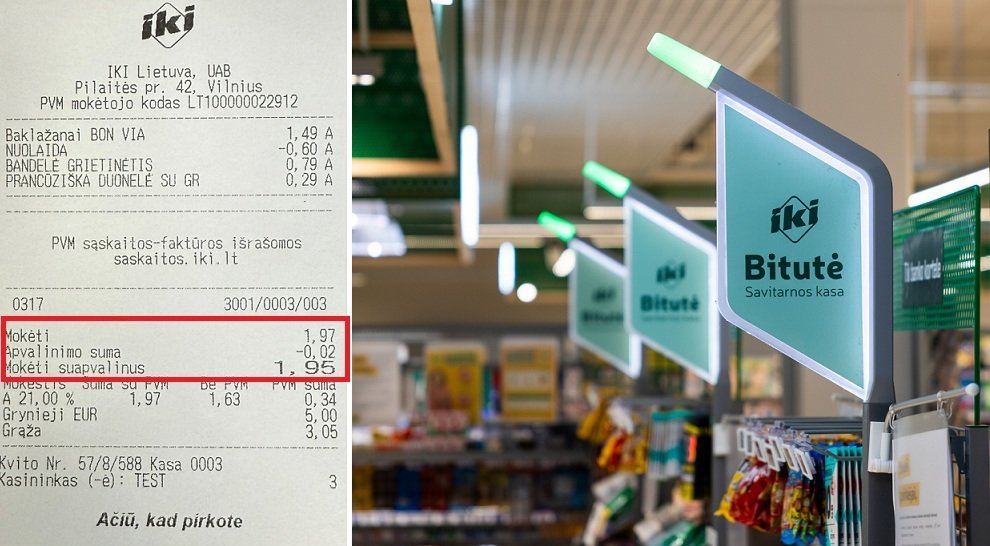 iki
IKI Lietuva, UAB
Pilaitės pr. 42, Vilnius
PVM mokėtojo kodas LT100000022912
Baklažanai BON VIA 1,49 A
NUOLAIDA -0,60 A
BANDELĖ GRIETINĖTIS 0,79 A
PRANCŪZIŠKA DUONELĖ SU GR 0,29 A
PVM sąskaitos-faktūros išrašomos
saskaitos.iki.lt
0317 3001/0003/003
Mokėti 1,97
Apvalinimo suma -0,02
Mokėti suapvalinus 1,95
Mokestis Suma su PVM Be PVM PVM suma
A 21,00 % 1,97 1,63 0,34
Grynieji EUR 5,00
Grąža 3,05
Kvito Nr. 57/8/588 Kasa 0003
Kasininkas (-ė): TEST 3
Ačiū, kad pirkote
iki
Bitutė
Savitarnos kasa
iki
Bitutė
Savitarnos kasa
iki
Bitutė
Tik banko kortelė